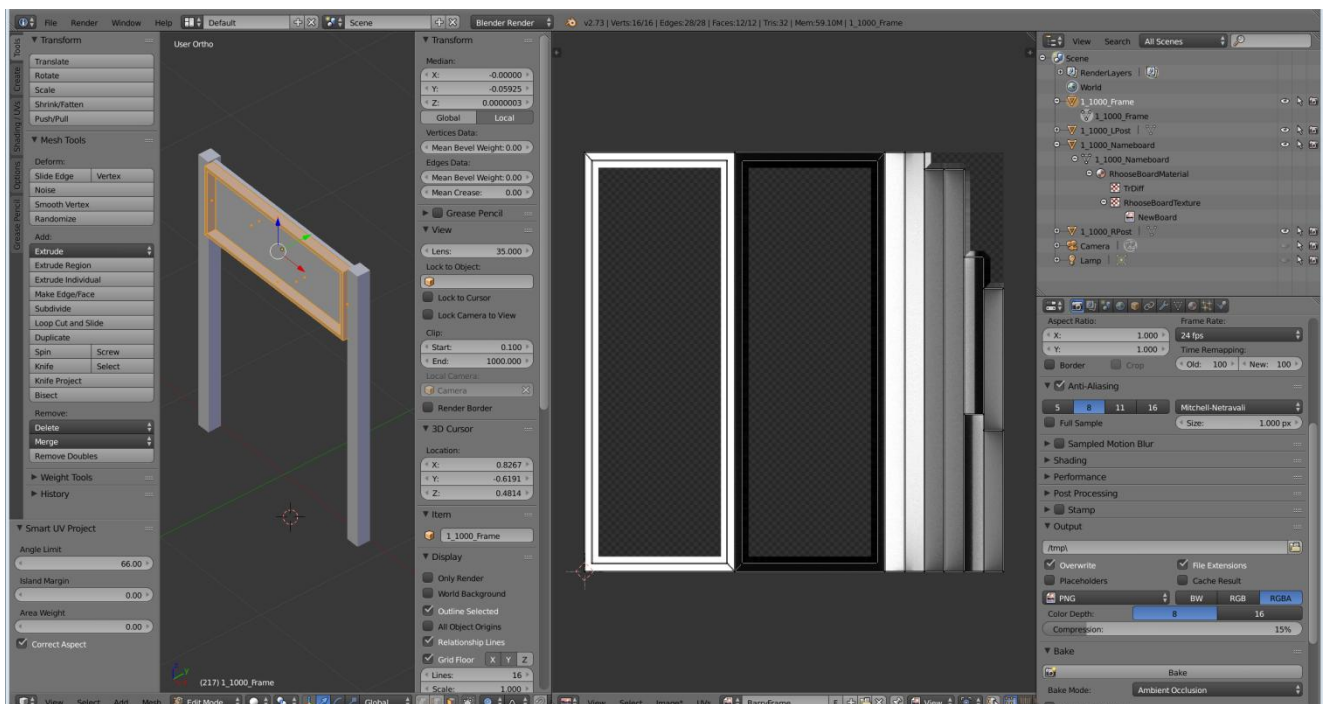 File Render Window Help Default Scene Blender Render v2.73 | Verts:16/16 | Edges:28/28 | Faces:12/12 | Tris:32 | Mem:59.10M | 1_1000_Frame
Tools
Create
Shading / UVs
Options
Grease Pencil
Transform
Translate
Rotate
Scale
Shrink/Fatten
Push/Pull
Mesh Tools
Deform:
Slide Edge Vertex
Noise
Smooth Vertex
Randomize
Add:
Extrude
Extrude Region
Extrude Individual
Make Edge/Face
Subdivide
Loop Cut and Slide
Duplicate
Spin Screw
Knife Select
Knife Project
Bisect
Remove:
Delete
Merge
Remove Doubles
Weight Tools
History
Smart UV Project
Angle Limit
66.00
Island Margin
0.00
Area Weight
0.00
Correct Aspect
User Ortho
(217) 1_1000_Frame
View Select Add Mesh Edit Mode Global
Transform
Median:
X: -0.00000
Y: -0.05925
Z: 0.0000003
Global Local
Vertices Data:
Mean Bevel Weight: 0.00
Edges Data:
Mean Bevel Weight: 0.00
Mean Crease: 0.00
Grease Pencil
View
Lens: 35.000
Lock to Object:
Lock to Cursor
Lock Camera to View
Clip:
Start: 0.100
End: 1000.000
Local Camera:
Camera
Render Border
3D Cursor
Location:
X: 0.8267
Y: -0.6191
Z: 0.4814
Item
1_1000_Frame
Display
Only Render
World Background
Outline Selected
All Object Origins
Relationship Lines
Grid Floor X Y Z
Lines: 16
Scale: 1.000
View Select Image* UVs BarryFrame F View
View Search All Scenes
Scene
RenderLayers |
World
1_1000_Frame
1_1000_Frame
1_1000_LPost |
1_1000_Nameboard
1_1000_Nameboard
RhooseBoardMaterial
TrDiff
RhooseBoardTexture
NewBoard
1_1000_RPost |
Camera |
Lamp |
Aspect Ratio: Frame Rate:
X: 1.000 24 fps
Y: 1.000 Time Remapping:
Border Crop Old: 100 New: 100
Anti-Aliasing
5 8 11 16 Mitchell-Netravali
Full Sample Size: 1.000 px
Sampled Motion Blur
Shading
Performance
Post Processing
Stamp
Output
/tmp\
Overwrite File Extensions
Placeholders Cache Result
PNG BW RGB RGBA
Color Depth: 8 16
Compression: 15%
Bake
Bake
Bake Mode: Ambient Occlusion